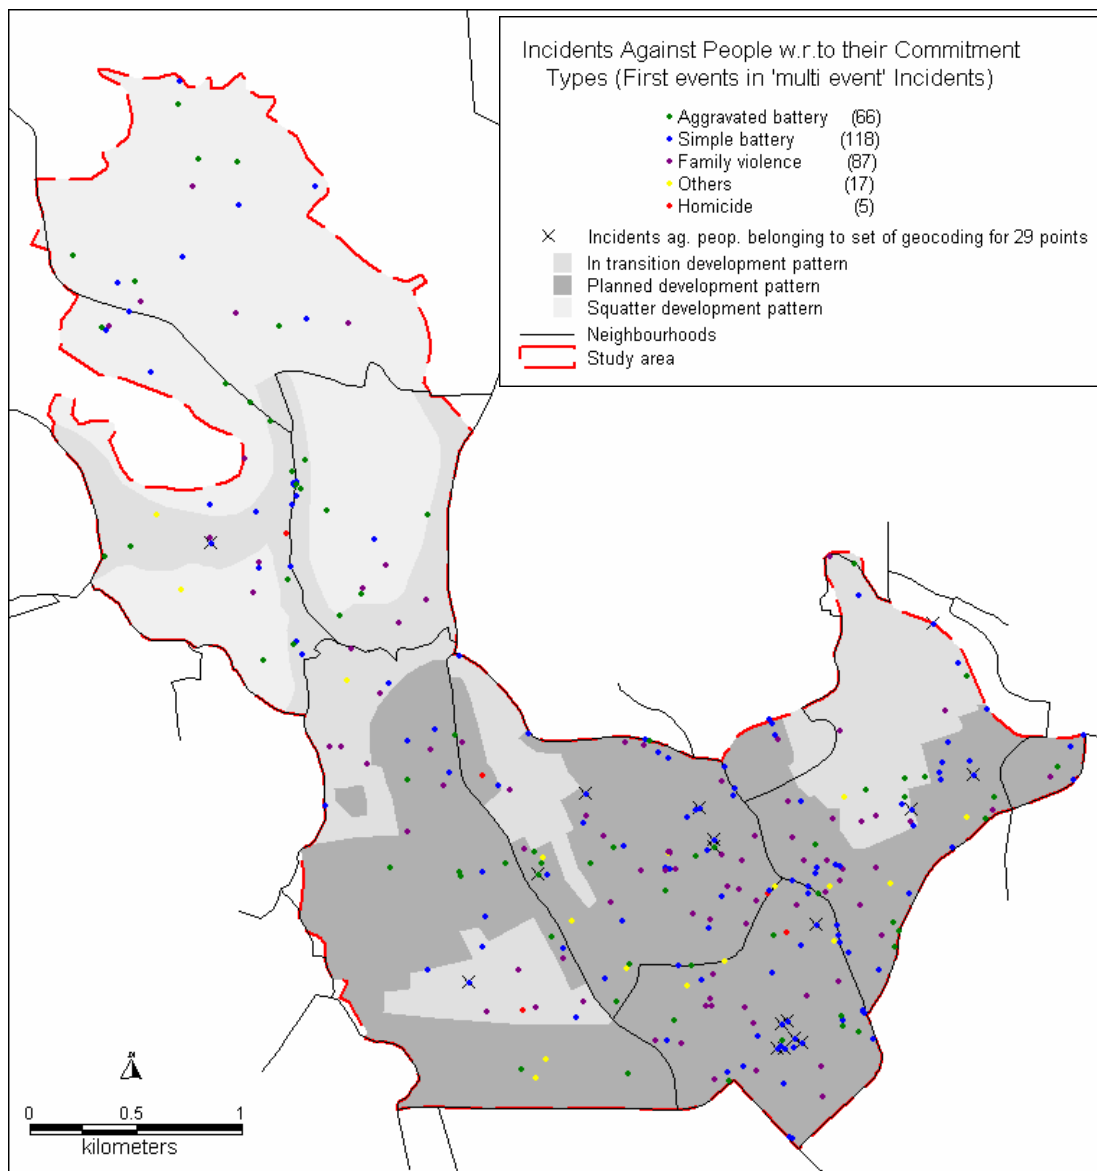 Incidents Against People w.r.to their Commitment
Types (First events in 'multi event' Incidents)
Aggravated battery (66)
Simple battery (118)
Family violence (87)
Others (17)
Homicide (5)
Incidents ag. peop. belonging to set of geocoding for 29 points
In transition development pattern
Planned development pattern
Squatter development pattern
Neighbourhoods
Study area
0 0.5 1
kilometers